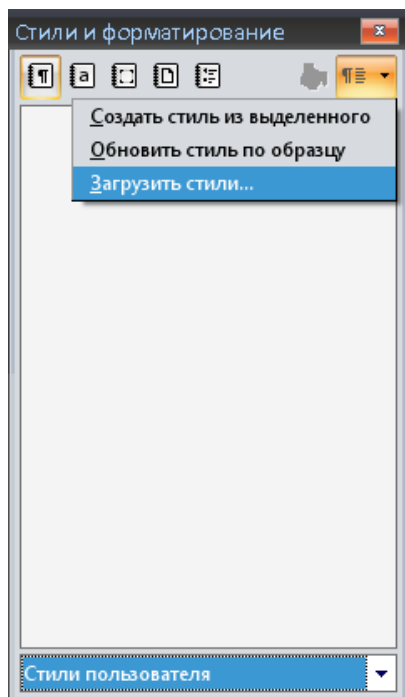 Стили и форматирование
Создать стиль из выделенного
Обновить стиль по образцу
Загрузить стили...
Стили пользователя